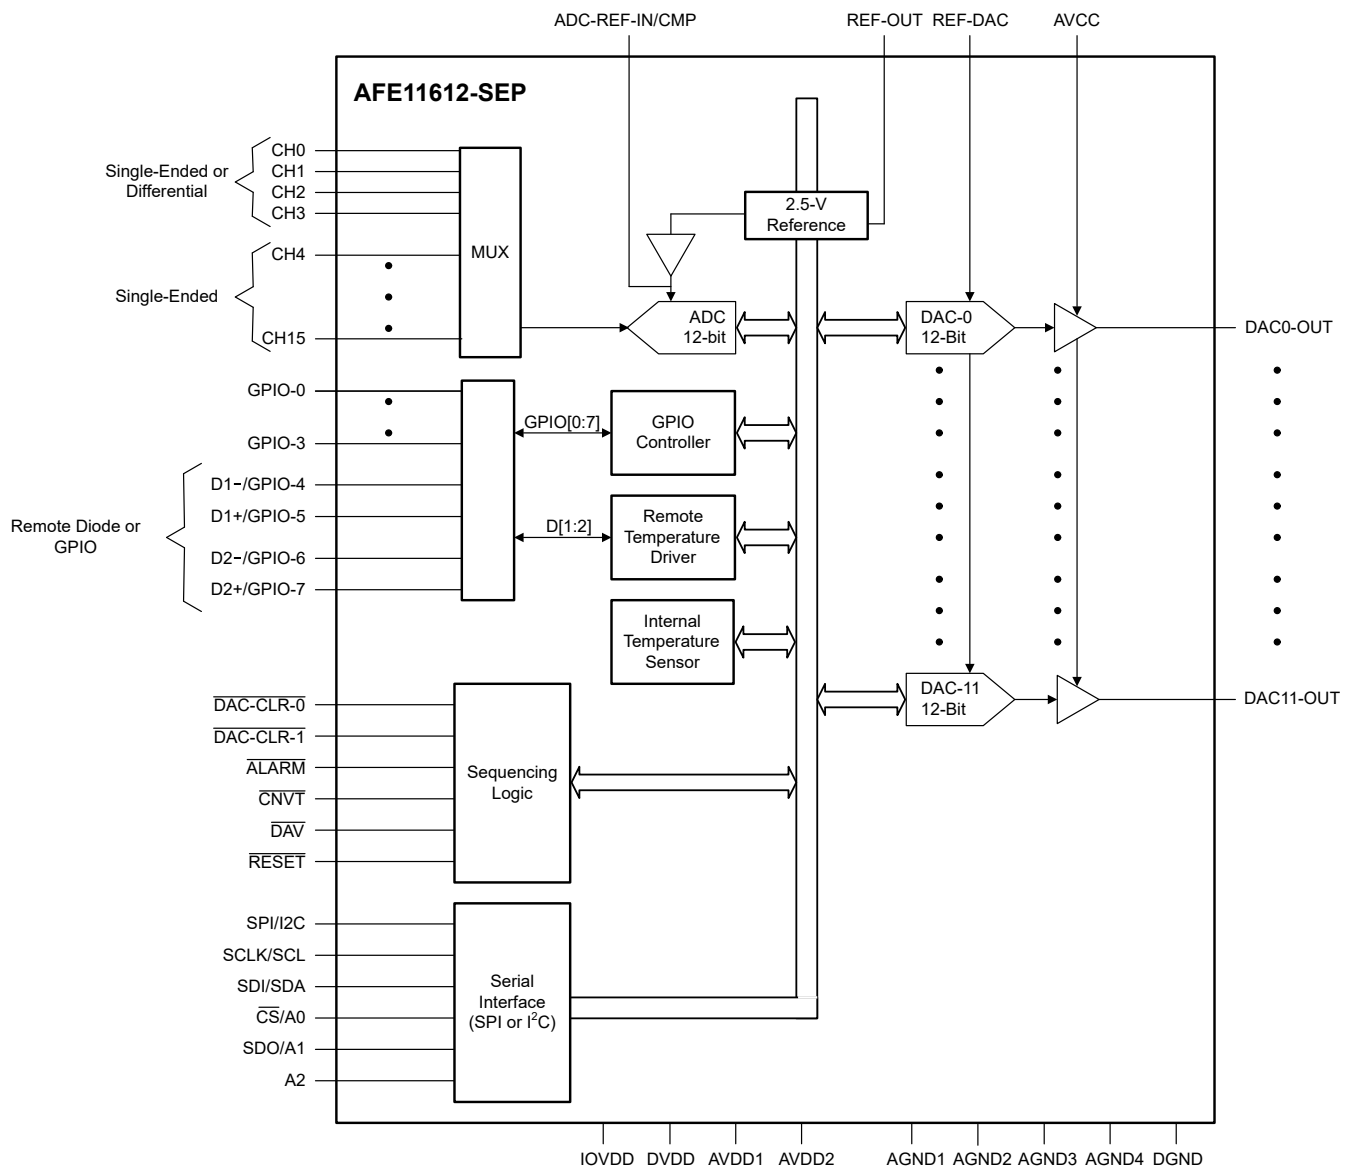 ADC-REF-IN/CMP
REF-OUT
REF-DAC
AVCC
AFE11612-SEP
Single-Ended or
Differential
CH0
CH1
CH2
CH3
Single-Ended
CH4
CH15
MUX
2.5-V
Reference
ADC
12-bit
DAC-0
12-Bit
DAC0-OUT
GPIO-0
GPIO-3
D1−/GPIO-4
D1+/GPIO-5
D2−/GPIO-6
D2+/GPIO-7
Remote Diode or
GPIO
GPIO[0:7]
D[1:2]
GPIO
Controller
Remote
Temperature
Driver
Internal
Temperature
Sensor
DAC-11
12-Bit
DAC11-OUT
DAC-CLR-0
DAC-CLR-1
ALARM
CNVT
DAV
RESET
Sequencing
Logic
SPI/I2C
SCLK/SCL
SDI/SDA
CS/A0
SDO/A1
A2
Serial
Interface
(SPI or I²C)
IOVDD
DVDD
AVDD1
AVDD2
AGND1
AGND2
AGND3
AGND4
DGND